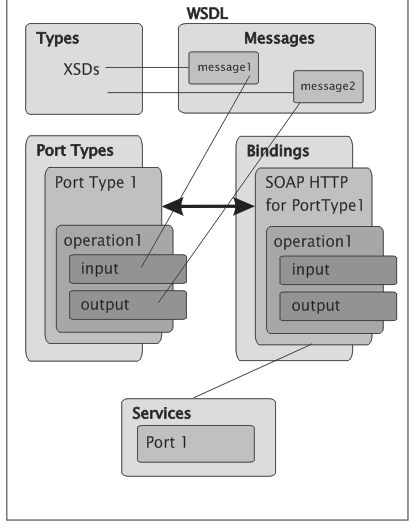 WSDL
Types
XSDs
Messages
message1
message2
Port Types
Port Type 1
operation1
input
output
Bindings
SOAP HTTP
for PortType1
operation1
input
output
Services
Port 1